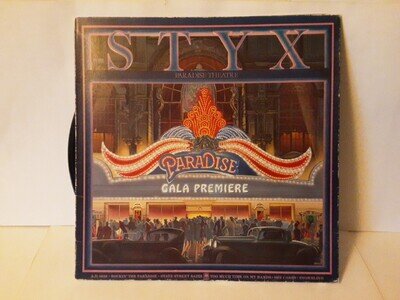 STYX
PARADISE THEATRE
PARADISE
GALA PREMIERE
ROCKIN' THE PARADISE • STATE STREET SADIE • TOO MUCH TIME ON MY HANDS • SHE CARES • SNOWBLIND